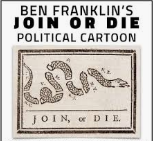 BEN FRANKLIN'S
JOIN OR DIE
POLITICAL CARTOON
JOIN, or DIE.